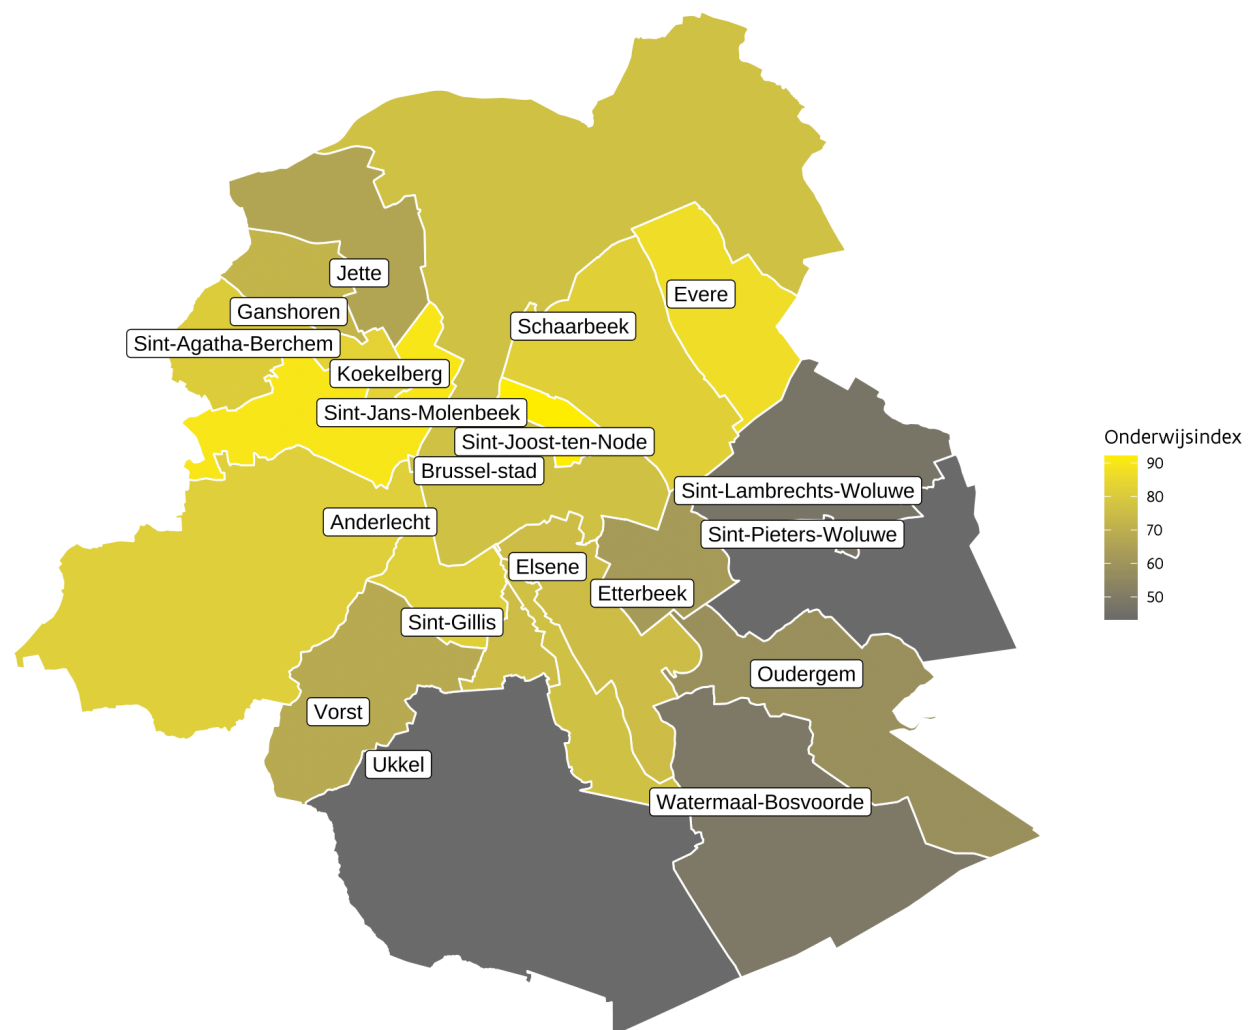 Jette
Evere
Ganshoren
Schaarbeek
Sint-Agatha-Berchem
Koekelberg
Sint-Jans-Molenbeek
Sint-Joost-ten-Node
Brussel-stad
Sint-Lambrechts-Woluwe
Anderlecht
Sint-Pieters-Woluwe
Elsene
Etterbeek
Sint-Gillis
Oudergem
Vorst
Ukkel
Watermaal-Bosvoorde
Onderwijsindex
90
80
70
60
50